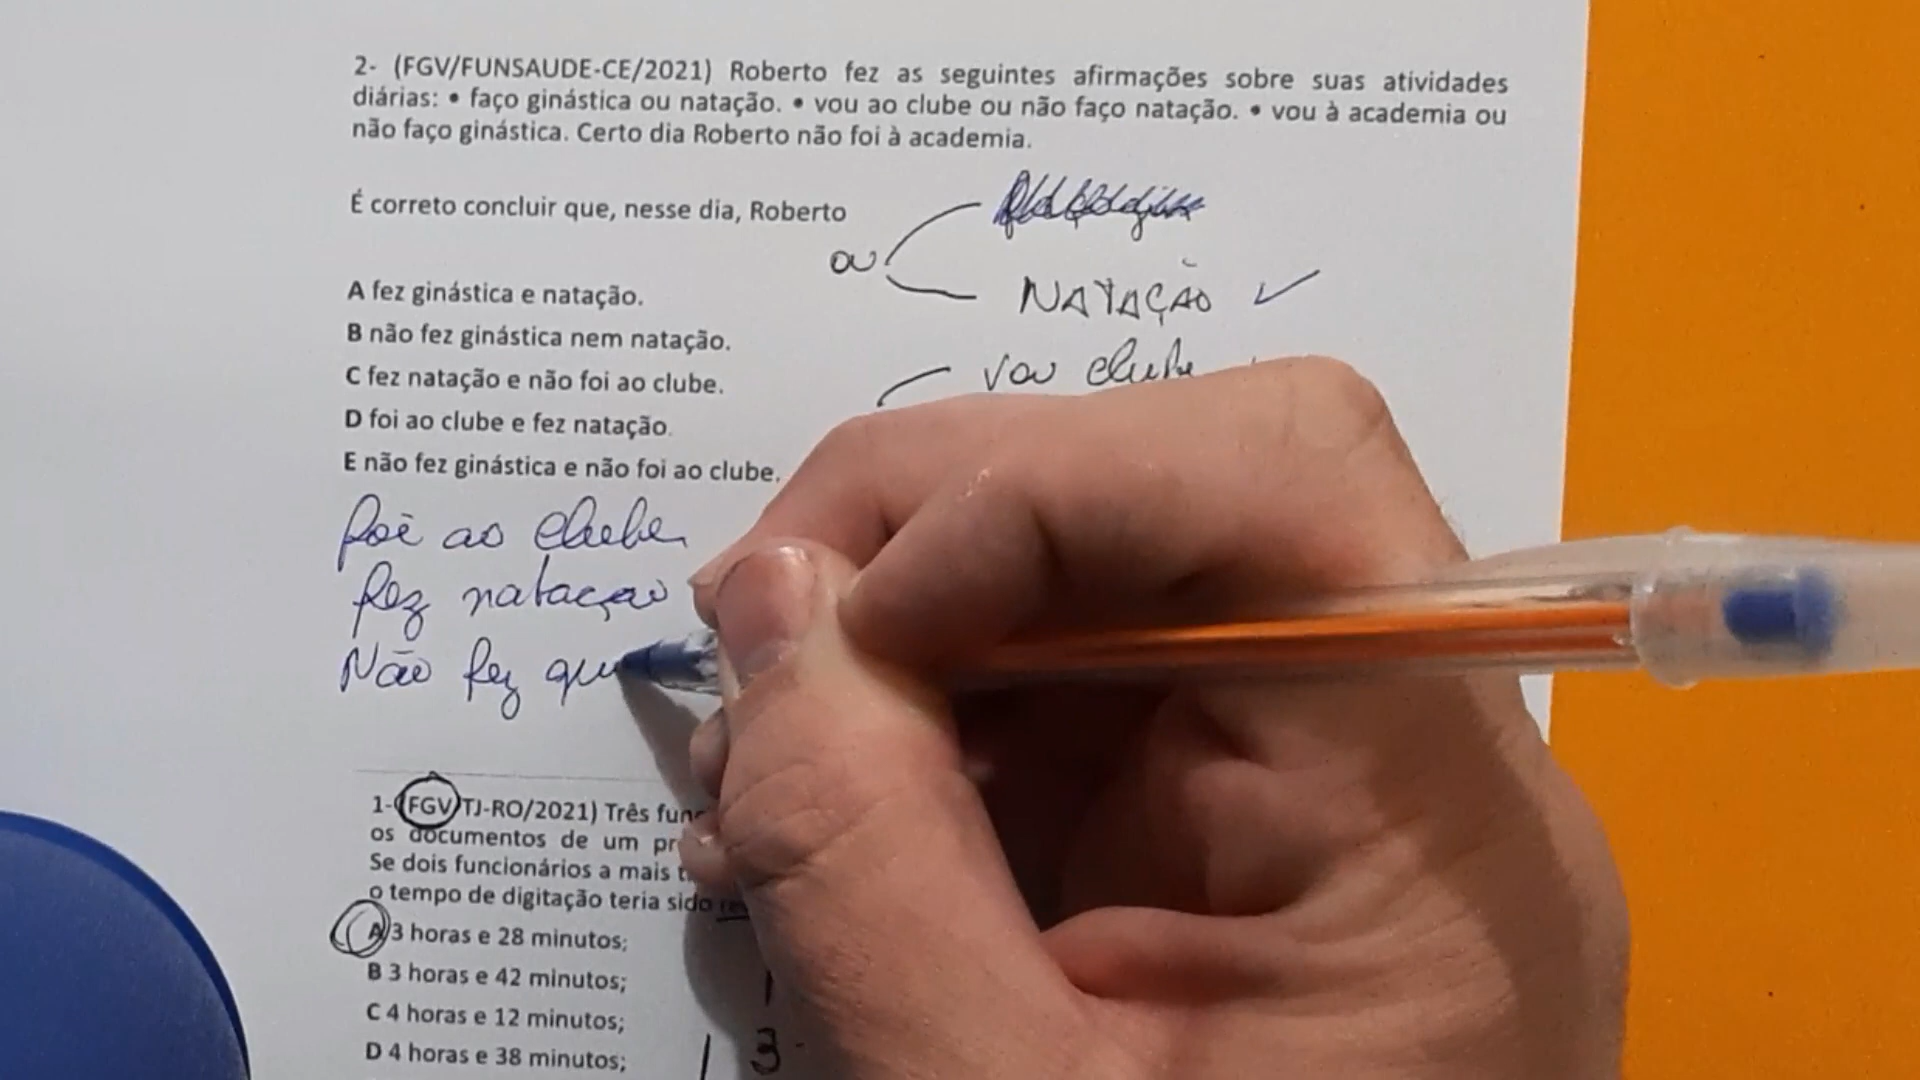 2- (FGV/FUNSAUDE-CE/2021) Roberto fez as seguintes afirmações sobre suas atividades
diárias: • faço ginástica ou natação. • vou ao clube ou não faço natação. • vou à academia ou
não faço ginástica. Certo dia Roberto não foi à academia.
É correto concluir que, nesse dia, Roberto
ou
NATAÇÃO
A fez ginástica e natação.
B não fez ginástica nem natação.
vou clube
C fez natação e não foi ao clube.
D foi ao clube e fez natação.
E não fez ginástica e não foi ao clube.
foi ao clube
fez natação
Não fez
1-(FGV/TJ-RO/2021) Três
os documentos de um
Se dois funcionários a mais
o tempo de digitação teria sido
A 3 horas e 28 minutos;
B 3 horas e 42 minutos;
C 4 horas e 12 minutos;
D 4 horas e 38 minutos;
3